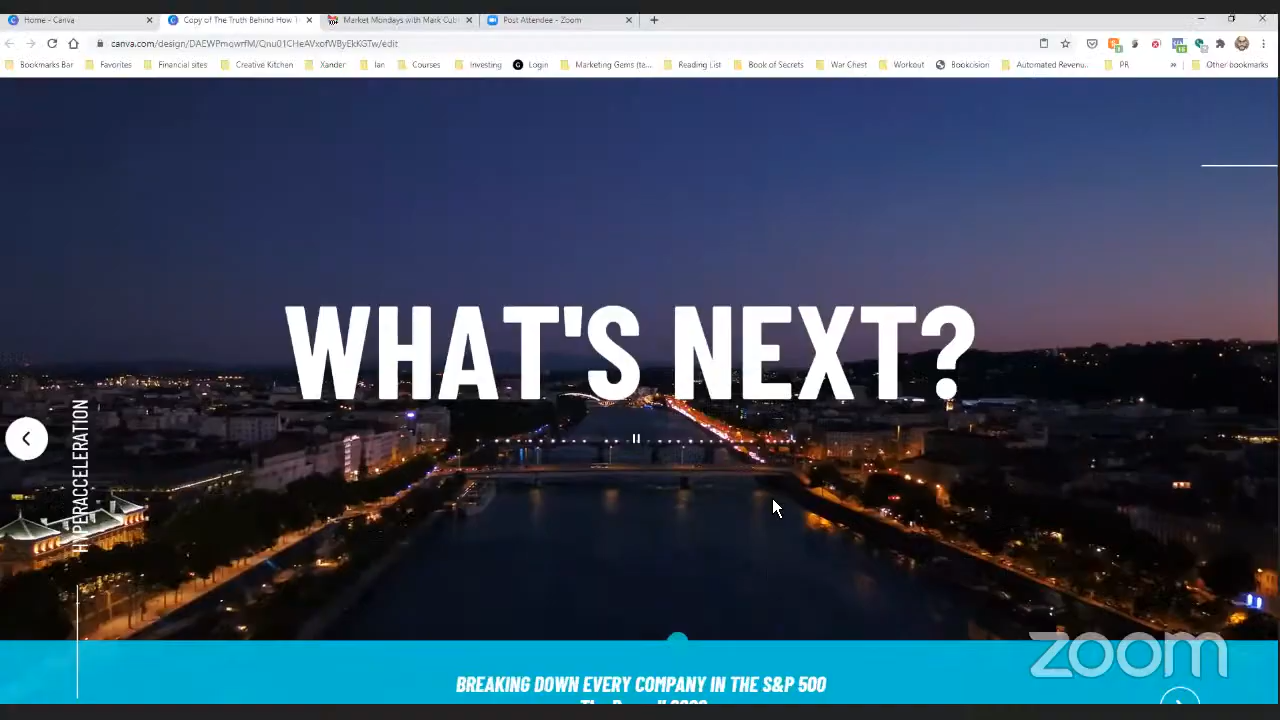 Home - Canva
Copy of The Truth Behind How T
Market Mondays with Mark Cub
Post Attendee - Zoom
canva.com/design/DAEWPmqwrfM/Qnu01CHeAVxofWByEkKGTw/edit
Bookmarks Bar
Favorites
Financial sites
Creative Kitchen
Xander
Ian
Courses
Investing
Login
Marketing Gems (te...
Reading List
Book of Secrets
War Chest
Workout
Bookcision
Automated Revenu...
PR
»
Other bookmarks
WHAT'S NEXT?
HYPERACCELERATION
zoom
BREAKING DOWN EVERY COMPANY IN THE S&P 500